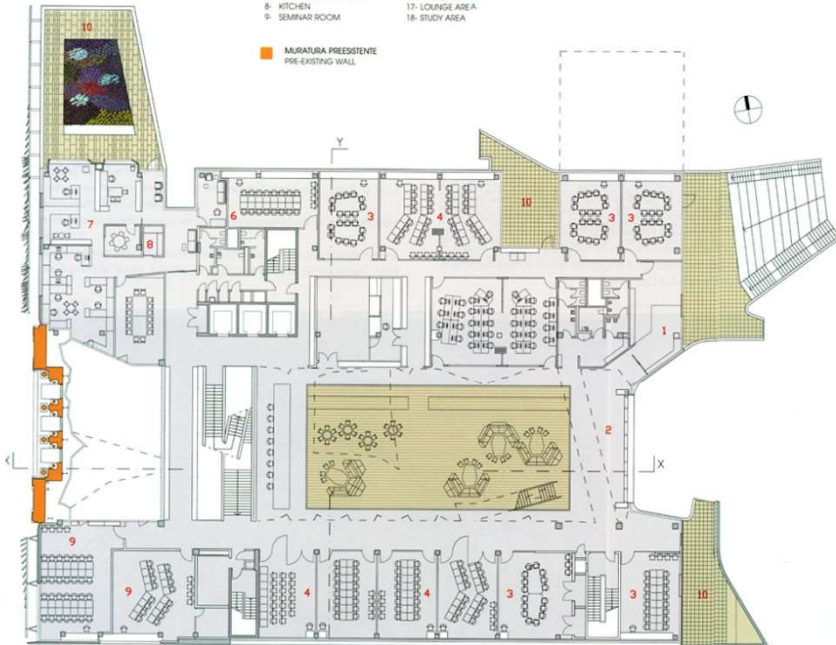 8- KITCHEN
17- LOUNGE AREA
9- SEMINAR ROOM
18- STUDY AREA
MURATURA PREESISTENTE
PRE-EXISTING WALL
10
Y
6
3
4
10
3
3
7
8
1
2
X
X
9
9
4
4
3
3
10